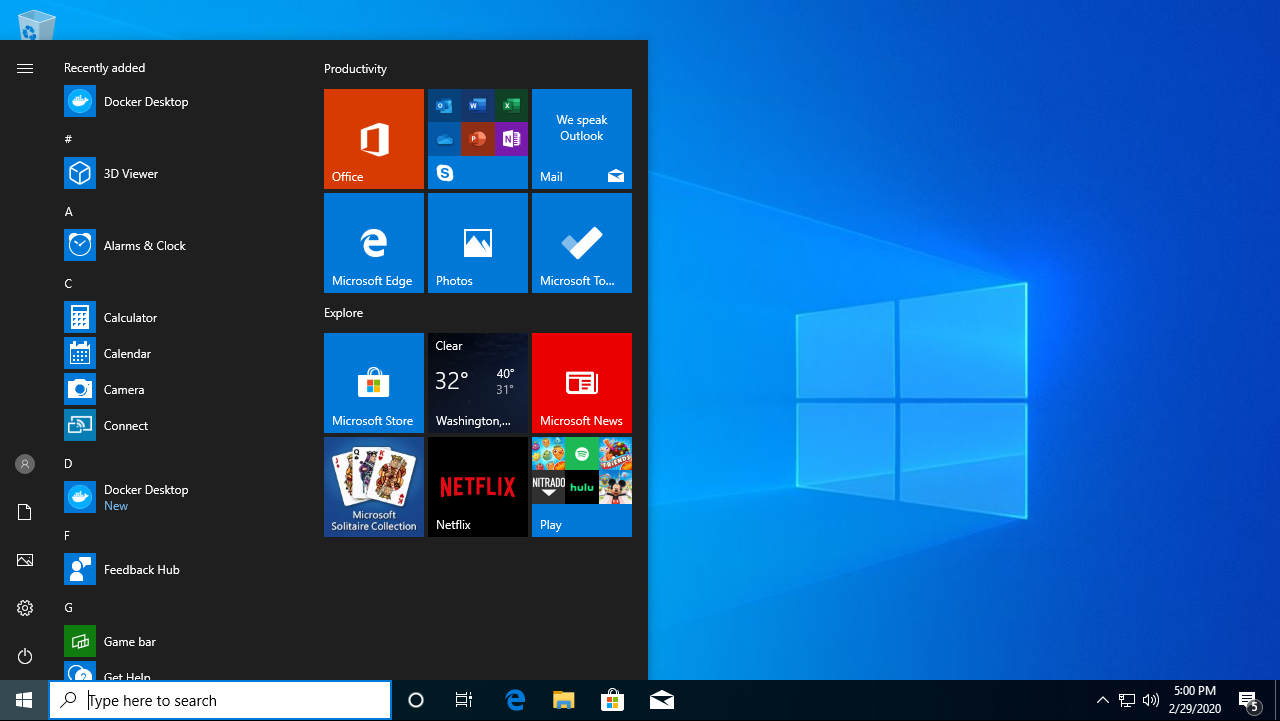 Recently added
Docker Desktop
#
3D Viewer
A
Alarms & Clock
C
Calculator
Calendar
Camera
Connect
D
Docker Desktop
New
F
Feedback Hub
G
Game bar
Get Help
Productivity
Office
We speak
Outlook
Mail
Microsoft Edge
Photos
Microsoft To...
Explore
Microsoft Store
Clear
32°
40°
31°
Washington,...
Microsoft News
Microsoft
Solitaire Collection
NETFLIX
Netflix
FRIENDS
NITRADO
hulu
Play
Type here to search
5:00 PM
2/29/2020
5